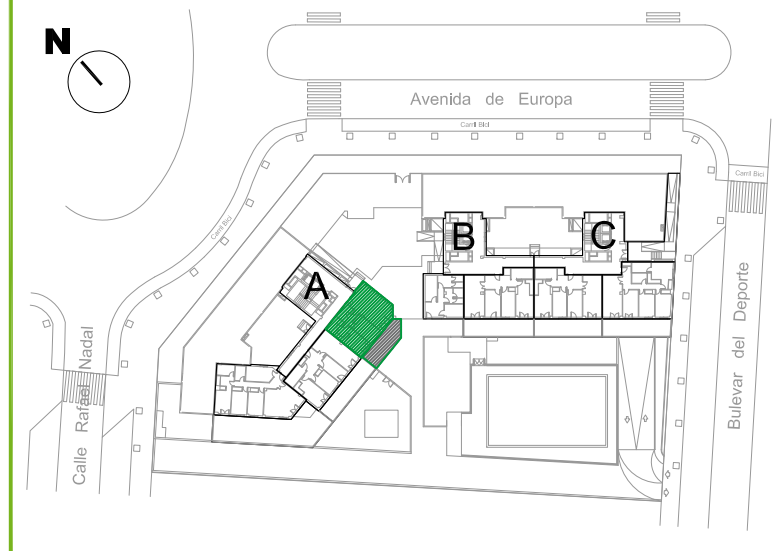 N
Avenida de Europa
Carril Bici
Carril Bici
Carril Bici
B
C
A
Calle Rafael Nadal
Bulevar del Deporte